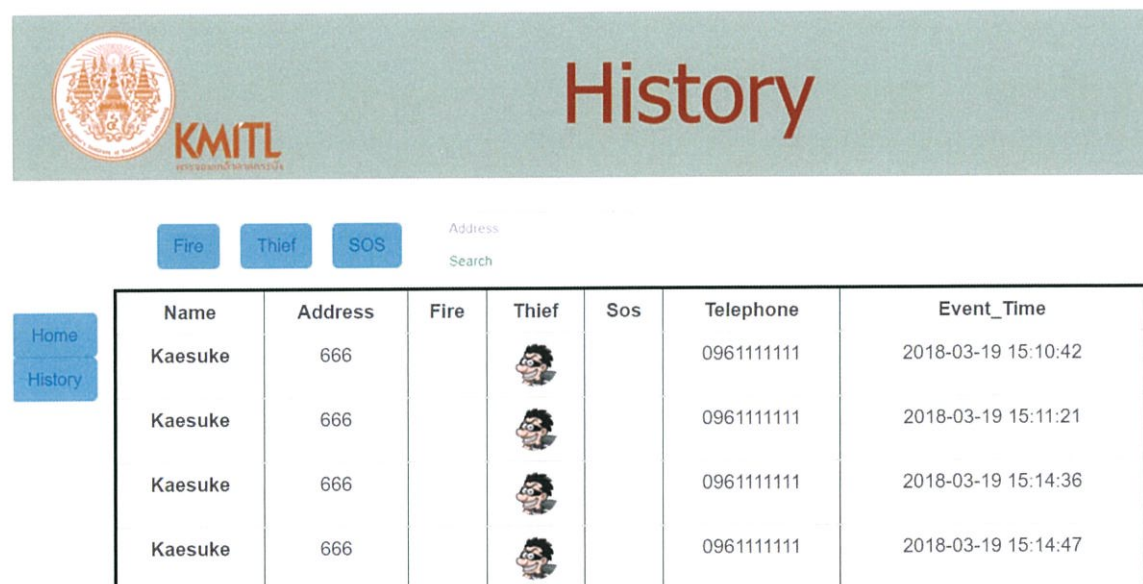 History
KMITL
Fire Thief SOS
Address
Search
Home
History
Name Address Fire Thief Sos Telephone Event_Time
Kaesuke 666 0961111111 2018-03-19 15:10:42
Kaesuke 666 0961111111 2018-03-19 15:11:21
Kaesuke 666 0961111111 2018-03-19 15:14:36
Kaesuke 666 0961111111 2018-03-19 15:14:47